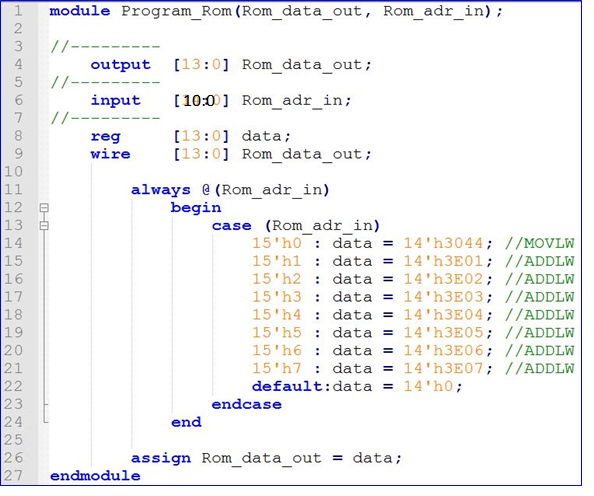 1 module Program_Rom(Rom_data_out, Rom_adr_in);
2
3 //---------
4 output [13:0] Rom_data_out;
5 //---------
6 input [10:0] Rom_adr_in;
7 //---------
8 reg [13:0] data;
9 wire [13:0] Rom_data_out;
10
11 always @(Rom_adr_in)
12 begin
13 case (Rom_adr_in)
14 15'h0 : data = 14'h3044; //MOVLW
15 15'h1 : data = 14'h3E01; //ADDLW
16 15'h2 : data = 14'h3E02; //ADDLW
17 15'h3 : data = 14'h3E03; //ADDLW
18 15'h4 : data = 14'h3E04; //ADDLW
19 15'h5 : data = 14'h3E05; //ADDLW
20 15'h6 : data = 14'h3E06; //ADDLW
21 15'h7 : data = 14'h3E07; //ADDLW
22 default:data = 14'h0;
23 endcase
24 end
25
26 assign Rom_data_out = data;
27 endmodule